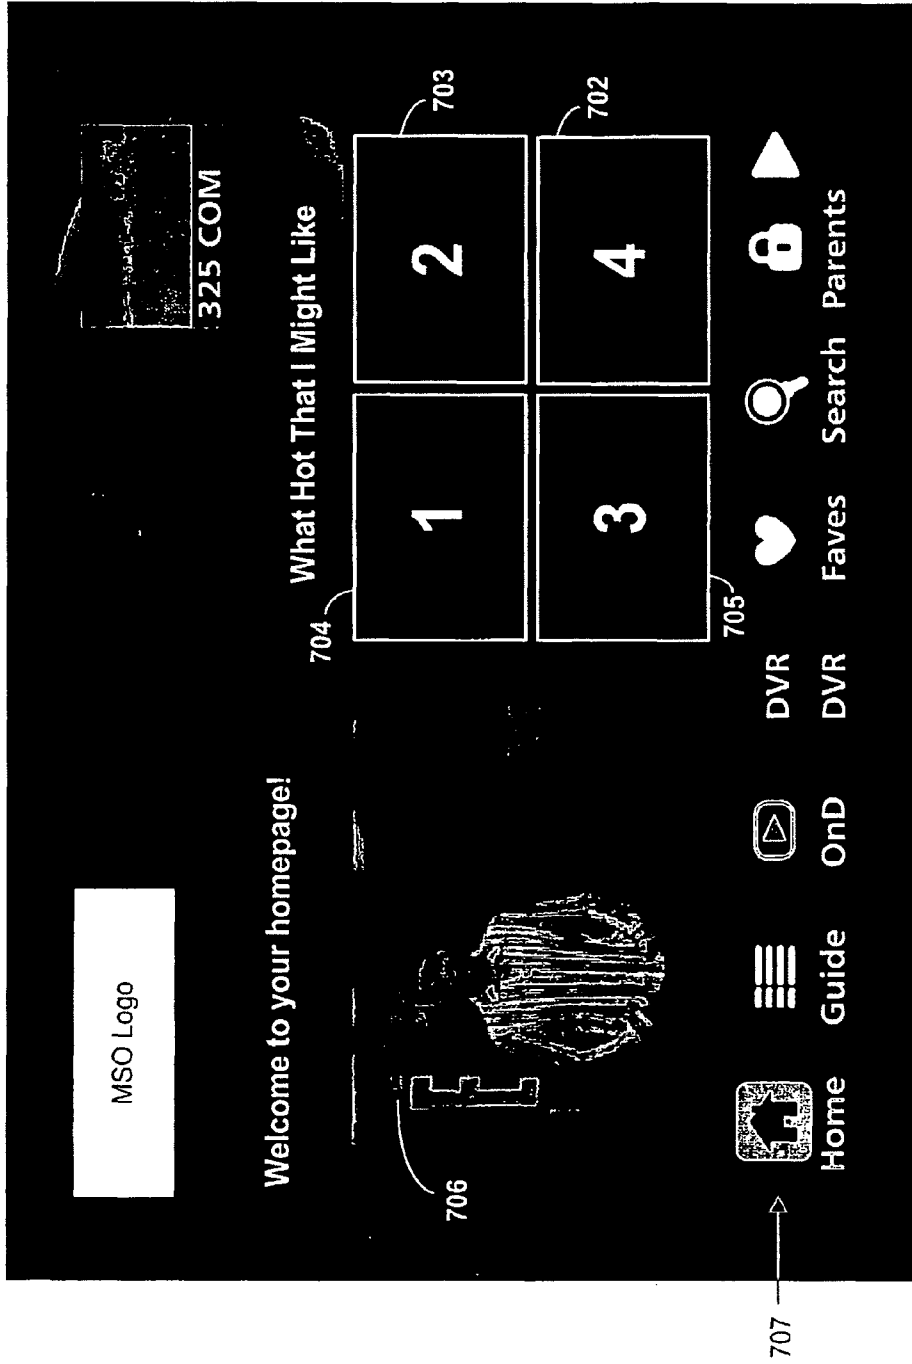 MSO Logo
325 COM
Welcome to your homepage!
What Hot That I Might Like
704
703
1
2
706
3
4
702
705
DVR
707
Home
Guide
OnD
DVR
Faves
Search
Parents